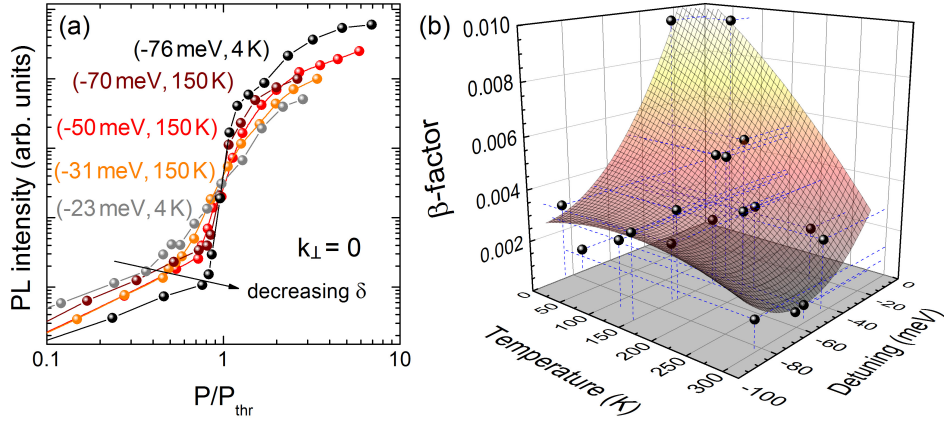 (a)
(-76 meV, 4 K)
(-70 meV, 150 K)
(-50 meV, 150 K)
(-31 meV, 150 K)
(-23 meV, 4 K)
k⊥ = 0
decreasing δ
PL intensity (arb. units)
0.1
1
10
P/Pthr
(b)
0.010
0.008
0.006
0.004
0.002
β-factor
0
50
100
150
200
250
300
Temperature (K)
-100
-80
-60
-40
-20
0
Detuning (meV)